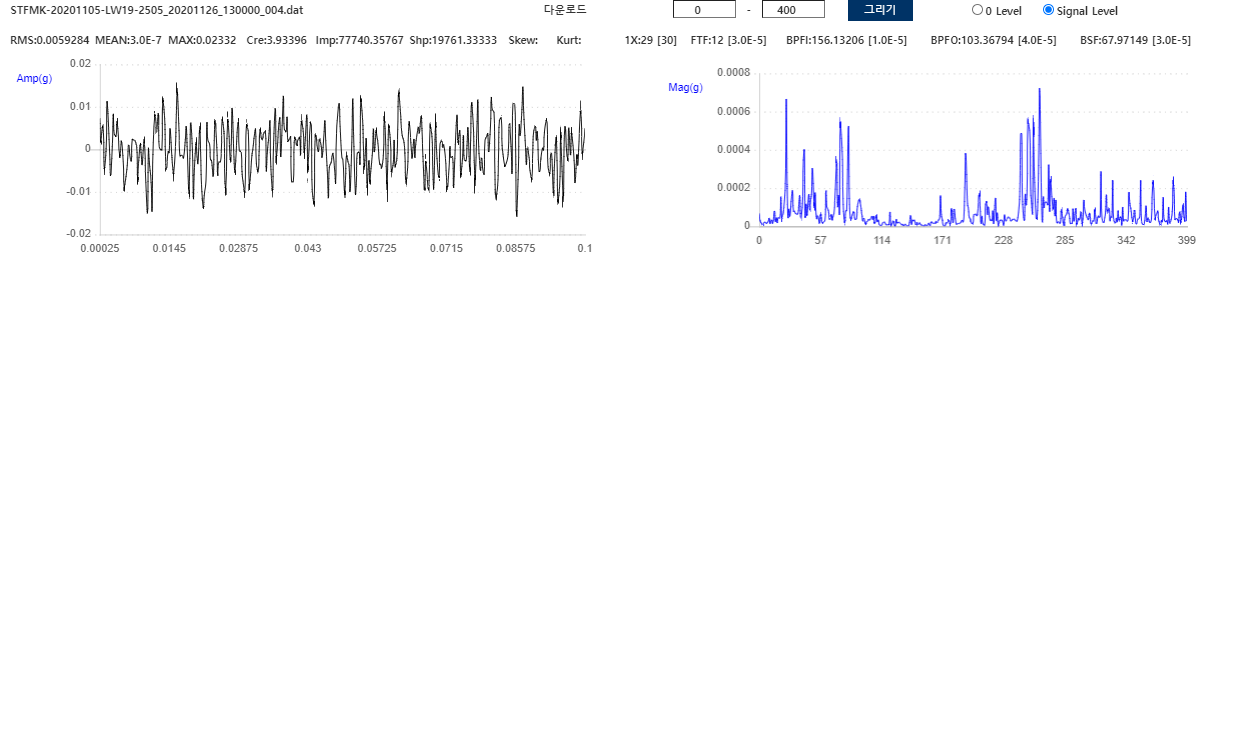 STFMK-20201105-LW19-2505_20201126_130000_004.dat 다운로드 0 - 400 그리기 0 Level Signal Level
RMS:0.0059284 MEAN:3.0E-7 MAX:0.02332 Cre:3.93396 Imp:77740.35767 Shp:19761.33333 Skew: Kurt: 1X:29 [30] FTF:12 [3.0E-5] BPFI:156.13206 [1.0E-5] BPFO:103.36794 [4.0E-5] BSF:67.97149 [3.0E-5]
Amp(g)
0.02
0.01
0
-0.01
-0.02
0.00025 0.0145 0.02875 0.043 0.05725 0.0715 0.08575 0.1
Mag(g)
0.0008
0.0006
0.0004
0.0002
0
0 57 114 171 228 285 342 399